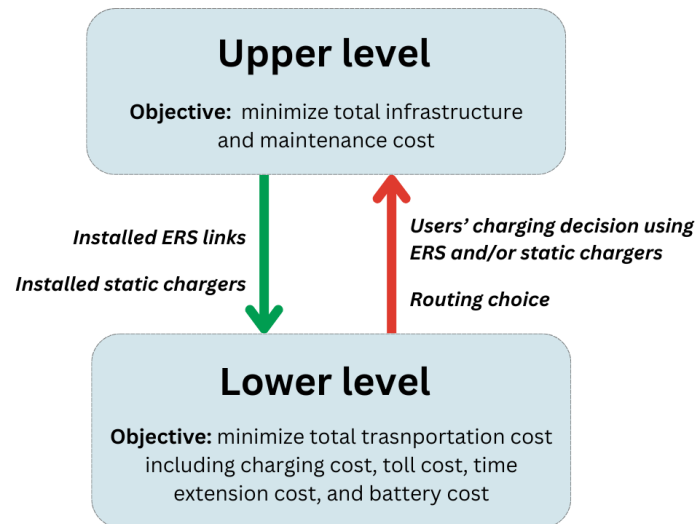 Upper level
Objective: minimize total infrastructure
and maintenance cost
Installed ERS links
Installed static chargers
Users' charging decision using
ERS and/or static chargers
Routing choice
Lower level
Objective: minimize total trasnportation cost
including charging cost, toll cost, time
extension cost, and battery cost